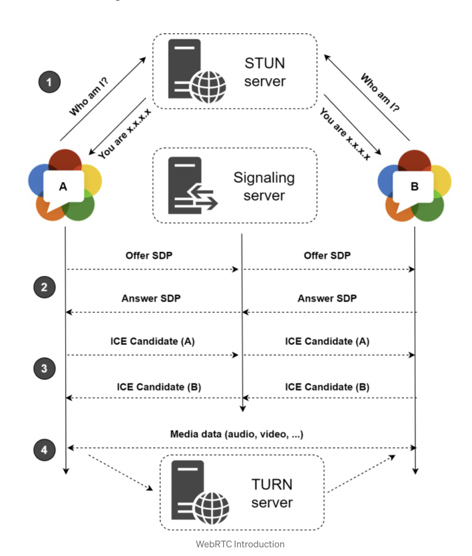 STUN
server
1
Who am I?
You are x.x.x.x
Who am I?
You are x.x.x.x
A
Signaling
server
B
Offer SDP
Offer SDP
2
Answer SDP
Answer SDP
ICE Candidate (A)
ICE Candidate (A)
3
ICE Candidate (B)
ICE Candidate (B)
Media data (audio, video, ...)
4
TURN
server
WebRTC Introduction